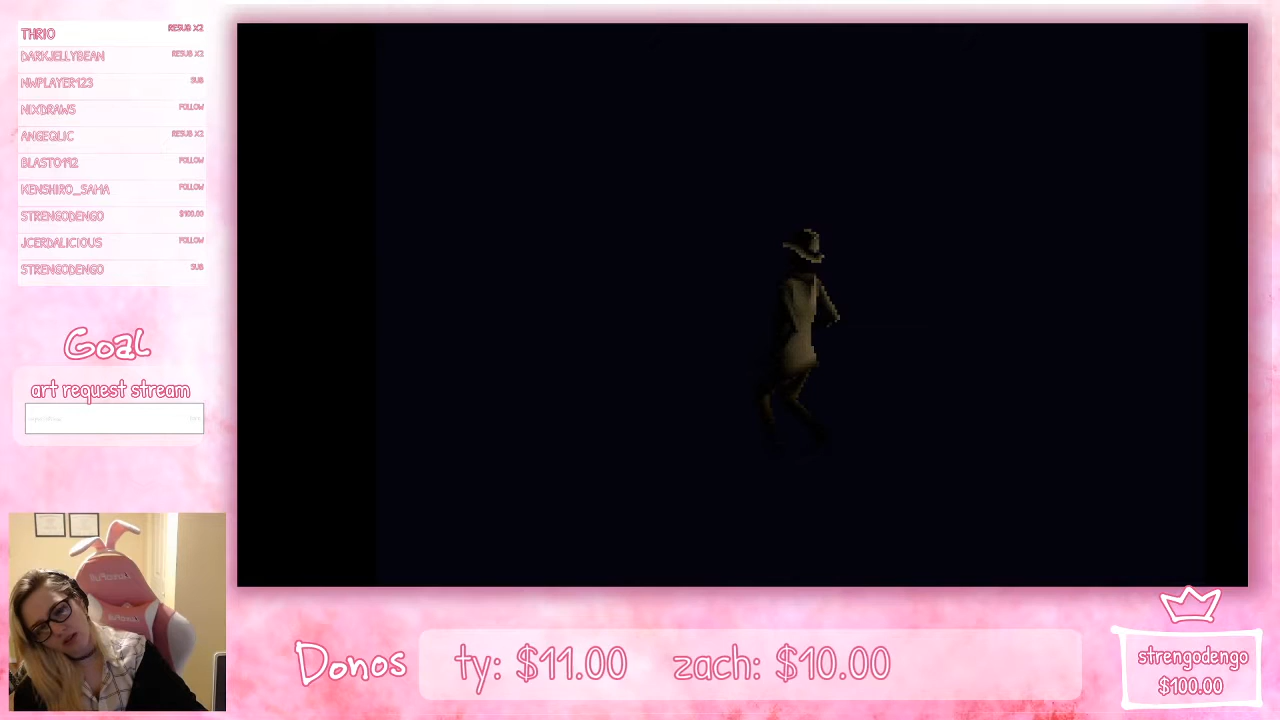 THR10 RESUB X2
DARKJELLYBEAN RESUB X2
NWPLAYER123 SUB
NIXDRAWS FOLLOW
ANGEQLIC RESUB X2
BLASTO192 FOLLOW
KENSHIRO_SAMA FOLLOW
STRENGODENGO $100.00
JCERDALICIOUS FOLLOW
STRENGODENGO SUB
Goal
art request stream
Donos
ty: $11.00 zach: $10.00
strengodengo
$100.00